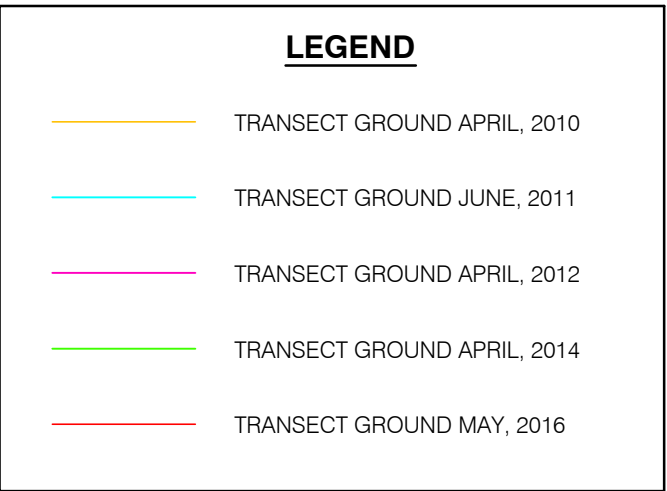 LEGEND
TRANSECT GROUND APRIL, 2010
TRANSECT GROUND JUNE, 2011
TRANSECT GROUND APRIL, 2012
TRANSECT GROUND APRIL, 2014
TRANSECT GROUND MAY, 2016